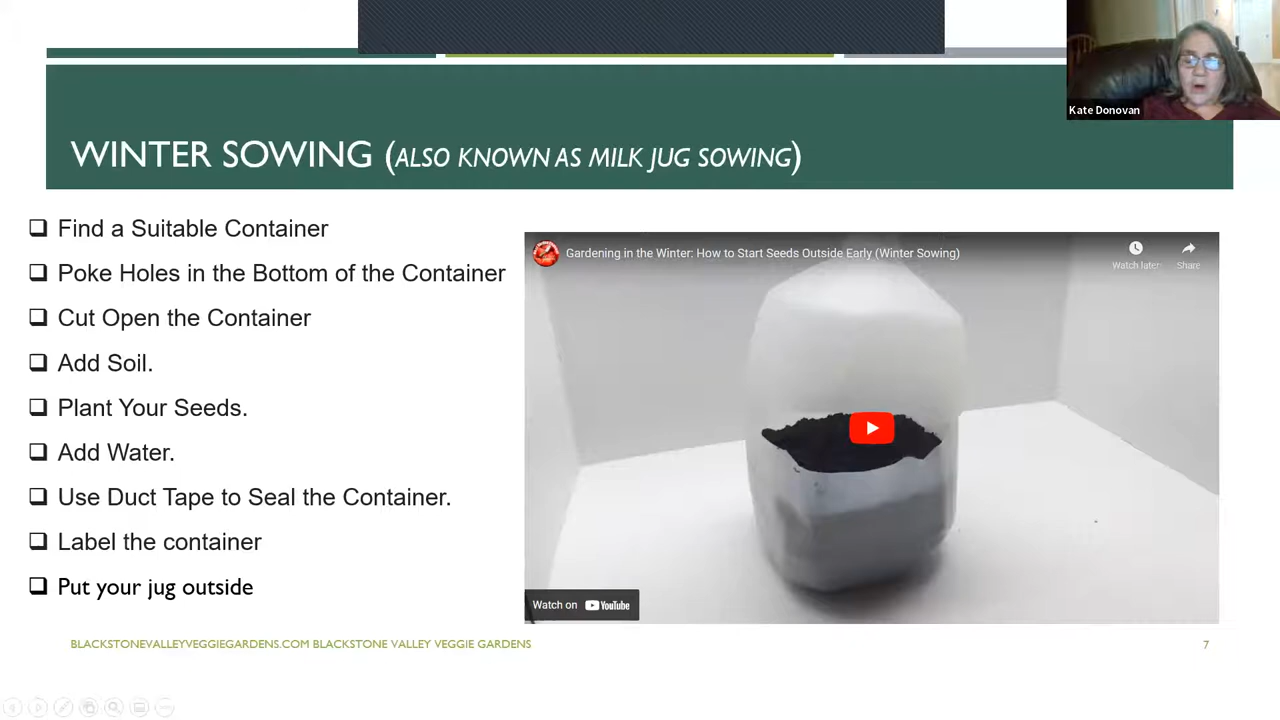 Kate Donovan
WINTER SOWING (ALSO KNOWN AS MILK JUG SOWING)
Find a Suitable Container
Poke Holes in the Bottom of the Container
Cut Open the Container
Add Soil.
Plant Your Seeds.
Add Water.
Use Duct Tape to Seal the Container.
Label the container
Put your jug outside
Gardening in the Winter: How to Start Seeds Outside Early (Winter Sowing)
Watch later
Share
Watch on YouTube
BLACKSTONEVALLEYVEGGIEGARDENS.COM BLACKSTONE VALLEY VEGGIE GARDENS
7